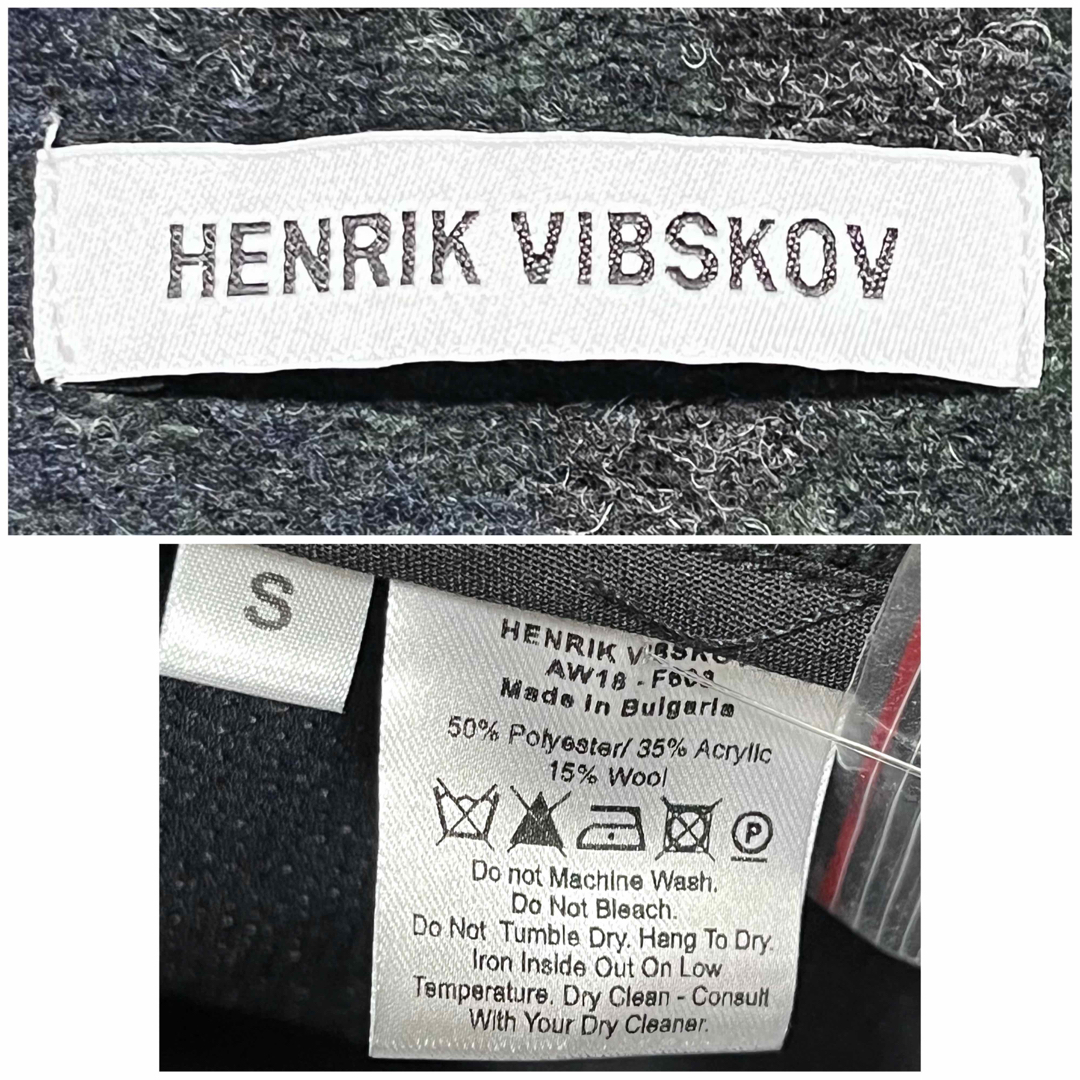 HENRIK VIBSKOV
S
HENRIK VIBSKOV
AW18 -
Made In Bulgaria
50% Polyester/ 35% Acrylic
15% Wool
P
Do not Machine Wash.
Do Not Bleach.
Do Not Tumble Dry. Hang To Dry.
Iron Inside Out On Low
Temperature. Dry Clean - Consult
With Your Dry Cleaner.